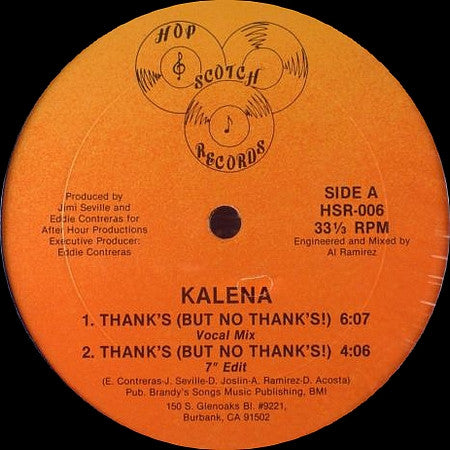 HOP
SCOTCH
RECORDS
Produced by
Jimi Seville and
Eddie Contreras for
After Hour Productions
Executive Producer:
Eddie Contreras
SIDE A
HSR-006
33⅓ RPM
Engineered and Mixed by
Al Ramirez
KALENA
1. THANK'S (BUT NO THANK'S!) 6:07
Vocal Mix
2. THANK'S (BUT NO THANK'S!) 4:06
7" Edit
(E. Contreras-J. Seville-D. Joslin-A. Ramirez-D. Acosta)
Pub. Brandy's Songs Music Publishing, BMI
150 S. Glenoaks Bl. #9221,
Burbank, CA 91502